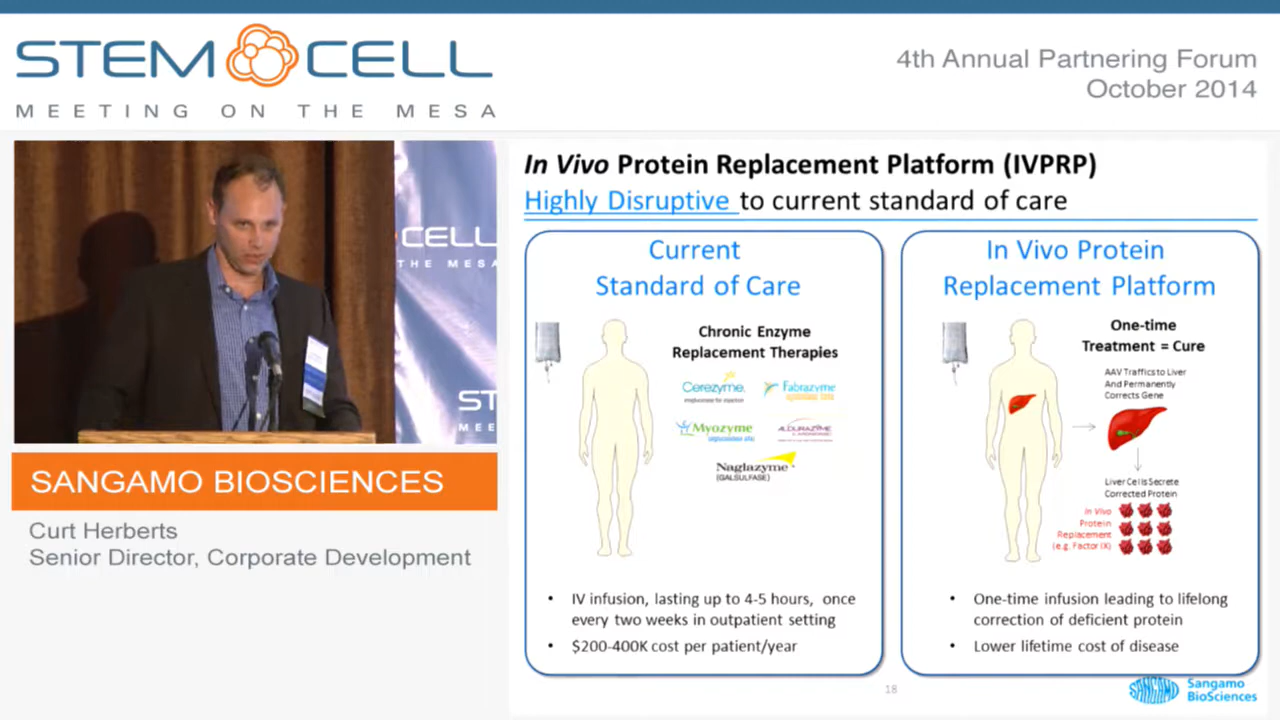 STEM CELL
MEETING ON THE MESA
4th Annual Partnering Forum
October 2014
CELL
THE MESA
ST
MEE
SANGAMO BIOSCIENCES
Curt Herberts
Senior Director, Corporate Development
In Vivo Protein Replacement Platform (IVPRP)
Highly Disruptive to current standard of care
Current
Standard of Care
Chronic Enzyme
Replacement Therapies
Cerezyme
imiglucerase for injection
Fabrazyme
agalsidase beta
Myozyme
alglucosidase alfa
ALDURAZYME
(LARONIDASE)
Naglazyme
(GALSULFASE)
• IV infusion, lasting up to 4-5 hours, once
every two weeks in outpatient setting
• $200-400K cost per patient/year
In Vivo Protein
Replacement Platform
One-time
Treatment = Cure
AAV Traffics to Liver
And Permanently
Corrects Gene
Liver Cells Secrete
Corrected Protein
In Vivo
Protein
Replacement
(e.g. Factor IX)
• One-time infusion leading to lifelong
correction of deficient protein
• Lower lifetime cost of disease
18
SANGAMO
Sangamo
BioSciences